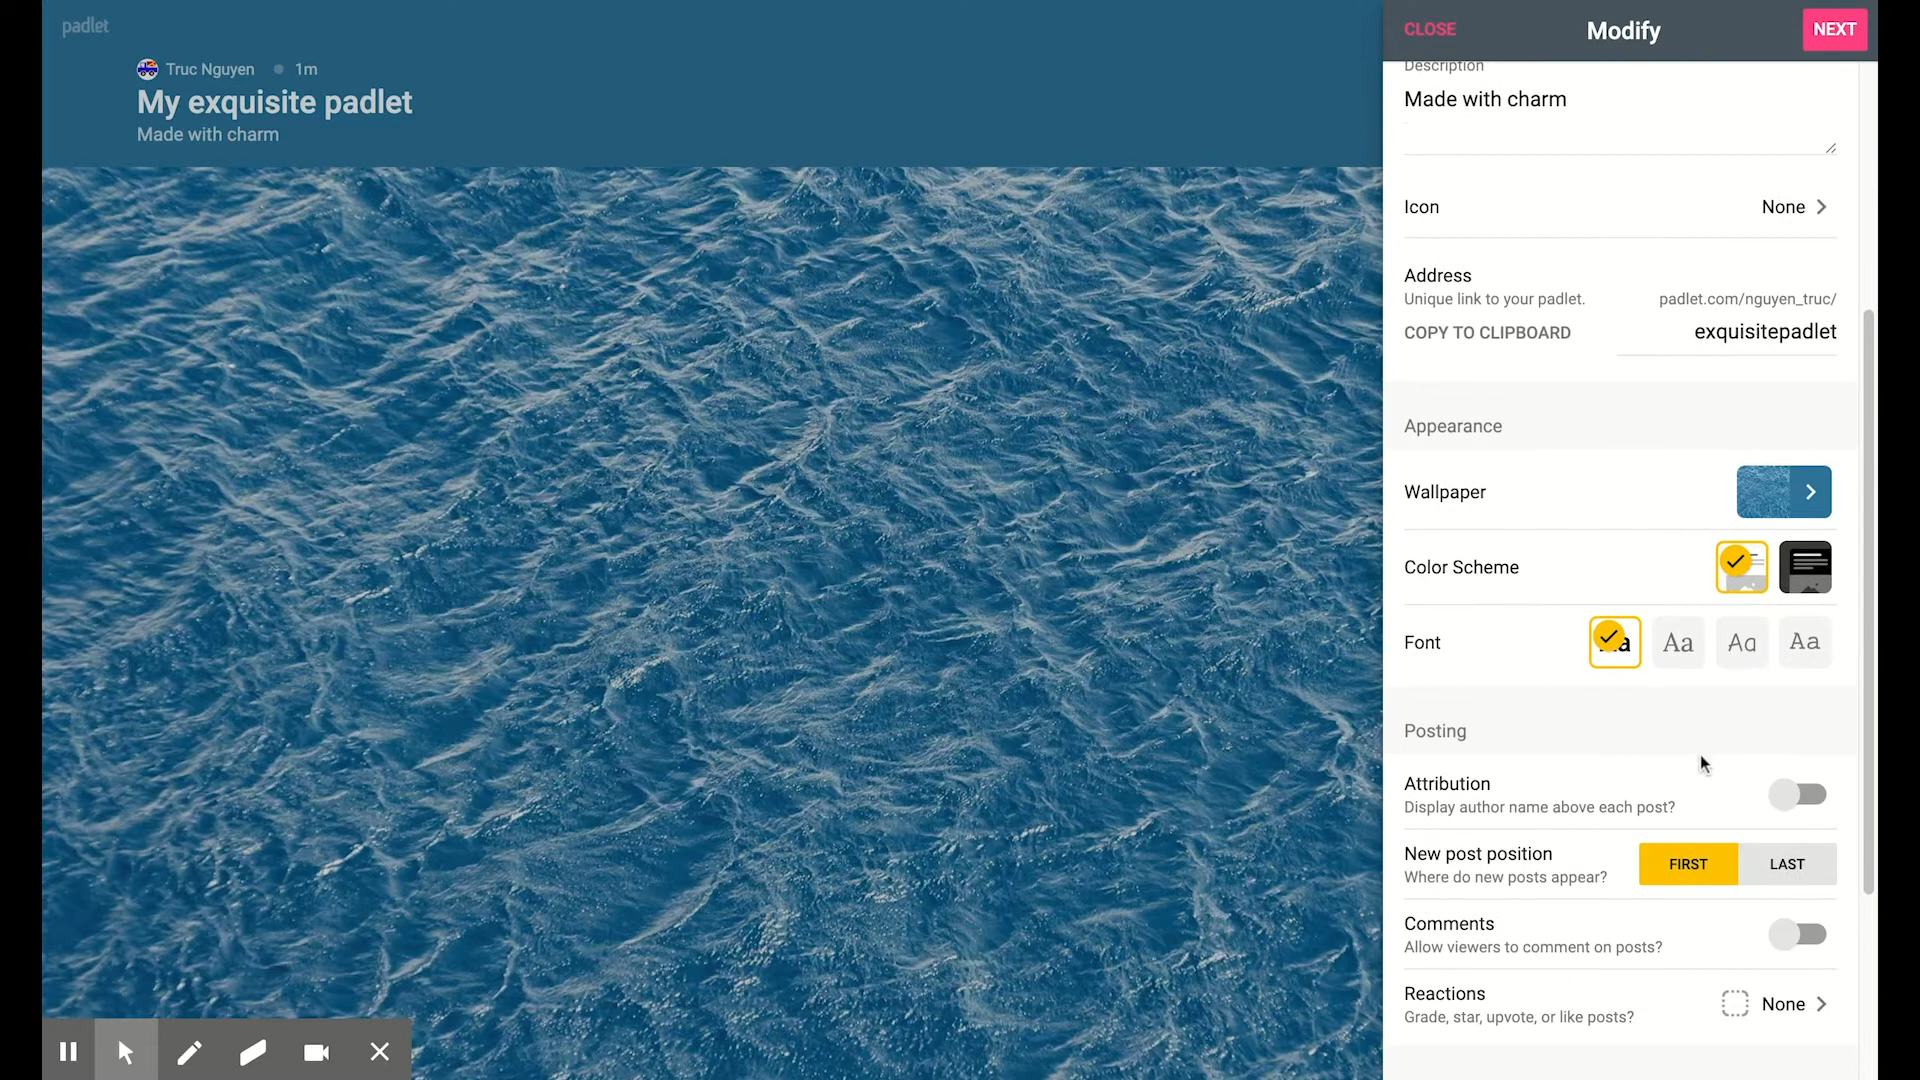 padlet
Truc Nguyen 1m
My exquisite padlet
Made with charm
CLOSE
Modify
NEXT
Description
Made with charm
Icon
None
Address
Unique link to your padlet.
padlet.com/nguyen_truc/
COPY TO CLIPBOARD
exquisitepadlet
Appearance
Wallpaper
Color Scheme
Font
Aa Aa Aa
Posting
Attribution
Display author name above each post?
New post position
Where do new posts appear?
FIRST
LAST
Comments
Allow viewers to comment on posts?
Reactions
Grade, star, upvote, or like posts?
None